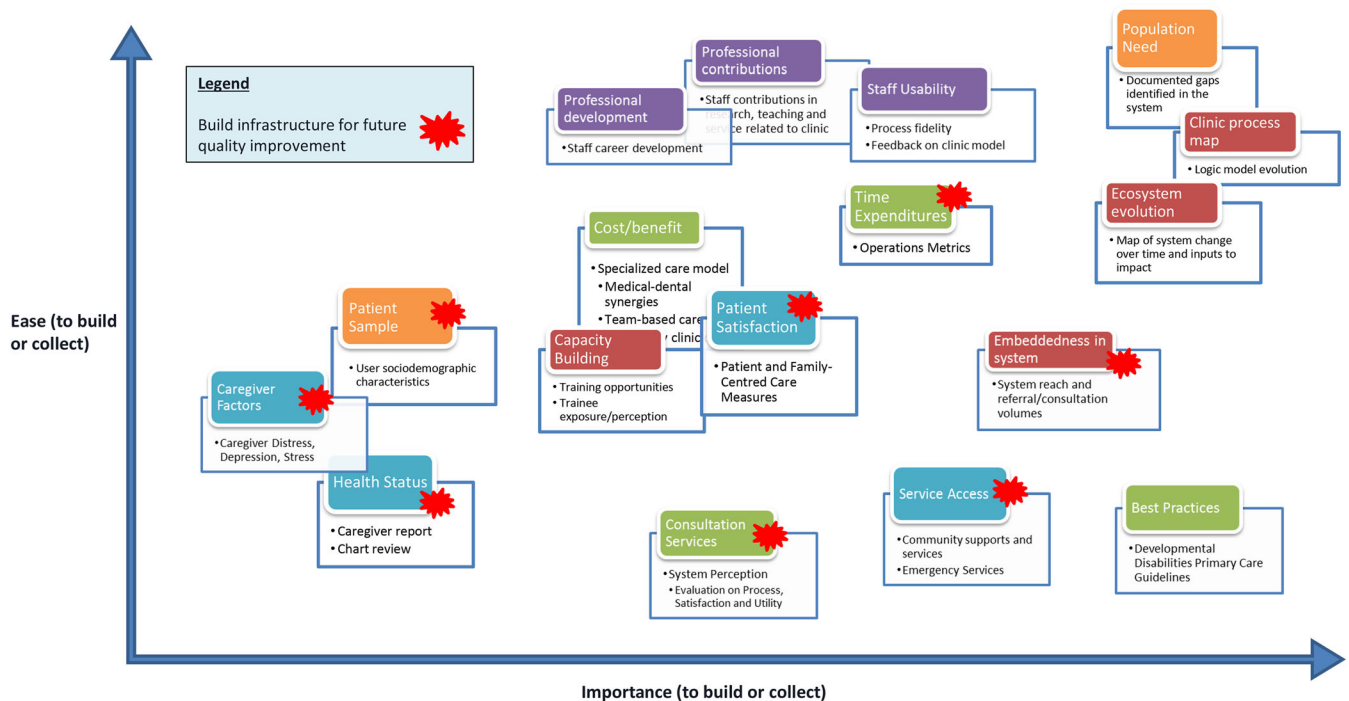 Legend
Build infrastructure for future
quality improvement
Ease (to build
or collect)
Professional
contributions
• Staff contributions in
research, teaching and
service related to clinic
Professional
development
• Staff career development
Staff Usability
• Process fidelity
• Feedback on clinic model
Population
Need
• Documented gaps
identified in the
system
Clinic process
map
• Logic model evolution
Ecosystem
evolution
• Map of system change
over time and inputs to
impact
Time
Expenditures
• Operations Metrics
Cost/benefit
• Specialized care model
• Medical-dental
synergies
• Team-based care
clinic
Patient
Satisfaction
• Patient and Family-
Centred Care
Measures
Capacity
Building
• Training opportunities
• Trainee
exposure/perception
Patient
Sample
• User sociodemographic
characteristics
Caregiver
Factors
• Caregiver Distress,
Depression, Stress
Health Status
• Caregiver report
• Chart review
Embeddedness in
system
• System reach and
referral/consultation
volumes
Consultation
Services
• System Perception
• Evaluation on Process,
Satisfaction and Utility
Service Access
• Community supports and
services
• Emergency Services
Best Practices
• Developmental
Disabilities Primary Care
Guidelines
Importance (to build or collect)